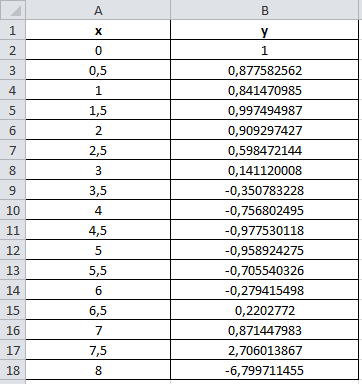 A B
1 x y
2 0 1
3 0,5 0,877582562
4 1 0,841470985
5 1,5 0,997494987
6 2 0,909297427
7 2,5 0,598472144
8 3 0,141120008
9 3,5 -0,350783228
10 4 -0,756802495
11 4,5 -0,977530118
12 5 -0,958924275
13 5,5 -0,705540326
14 6 -0,279415498
15 6,5 0,2202772
16 7 0,871447983
17 7,5 2,706013867
18 8 -6,799711455